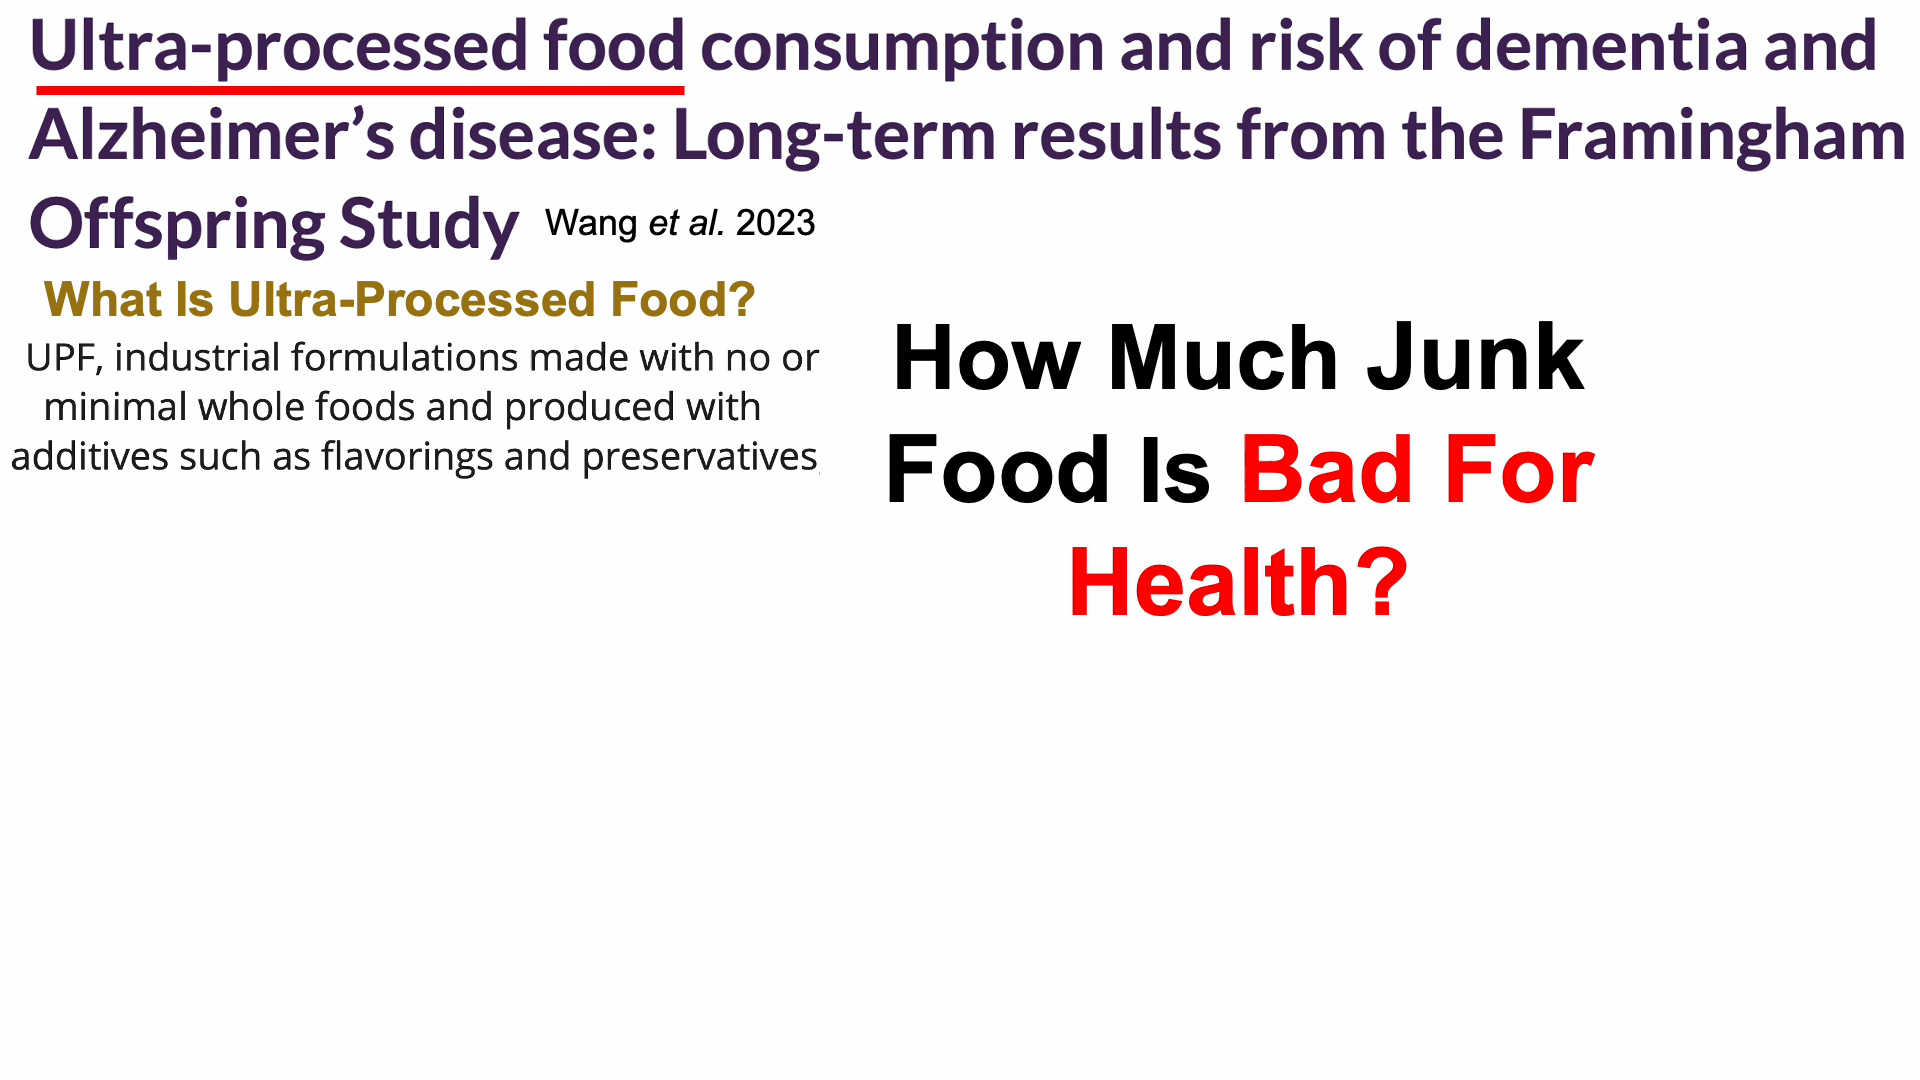 Ultra-processed food consumption and risk of dementia and
Alzheimer’s disease: Long-term results from the Framingham
Offspring Study Wang et al. 2023
What Is Ultra-Processed Food?
UPF, industrial formulations made with no or
minimal whole foods and produced with
additives such as flavorings and preservatives
How Much Junk
Food Is Bad For
Health?